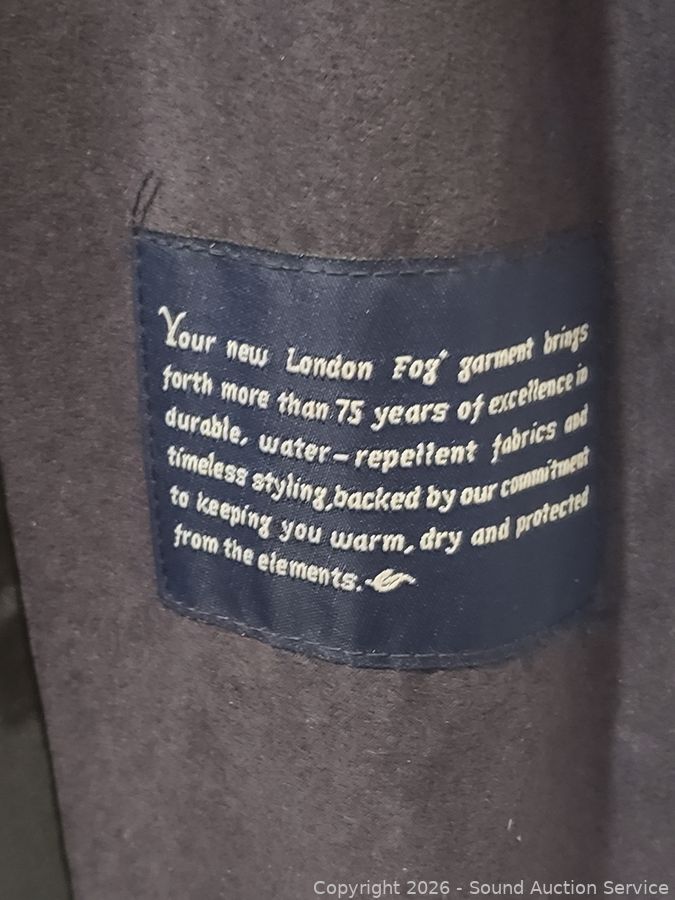 Your new London Fog® garment brings
forth more than 75 years of excellence in
durable, water-repellent fabrics and
timeless styling, backed by our commitment
to keeping you warm, dry and protected
from the elements.
Copyright 2026 - Sound Auction Service